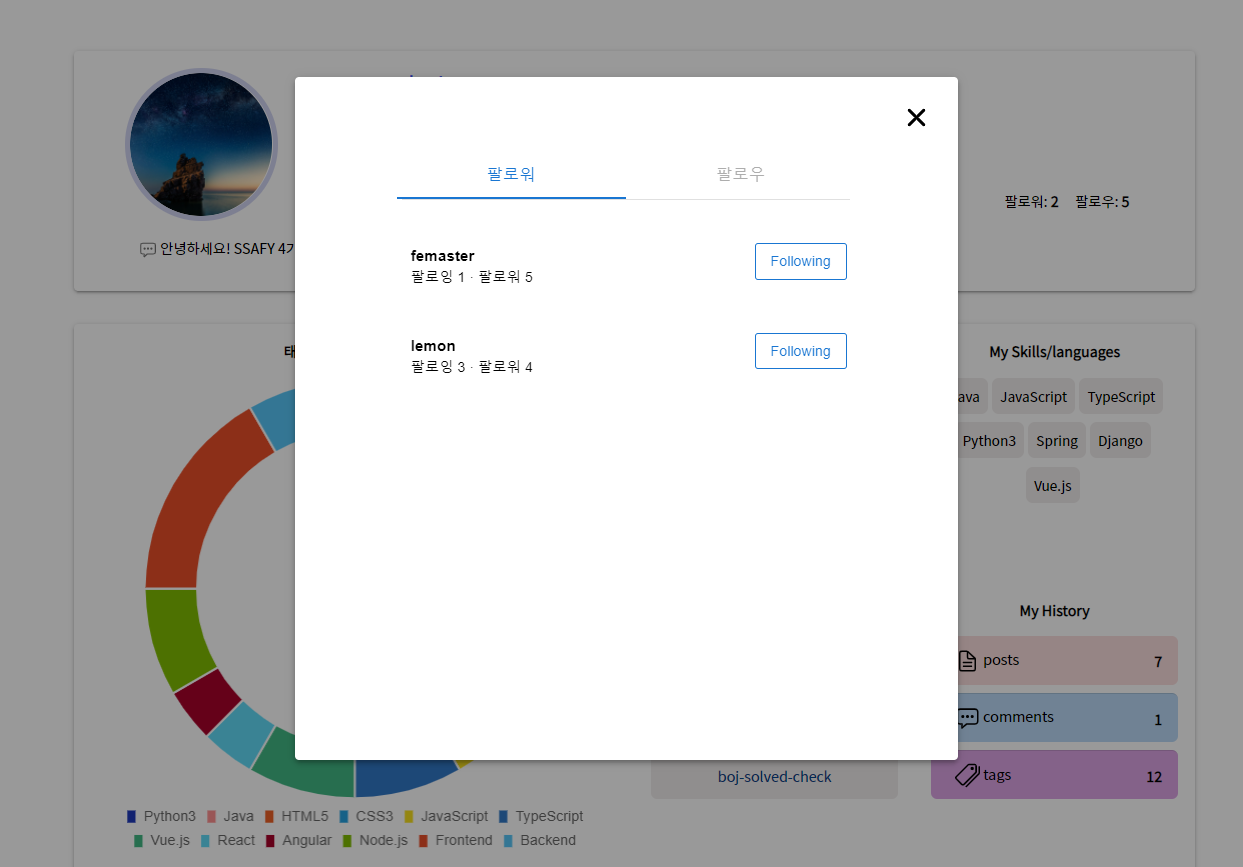 팔로워 팔로우
femaster
팔로잉 1 · 팔로워 5
Following
lemon
팔로잉 3 · 팔로워 4
Following
안녕하세요! SSAFY 4기
팔로워: 2 팔로우: 5
태
My Skills/languages
ava JavaScript TypeScript
Python3 Spring Django
Vue.js
My History
posts 7
comments 1
tags 12
boj-solved-check
Python3 Java HTML5 CSS3 JavaScript TypeScript
Vue.js React Angular Node.js Frontend Backend